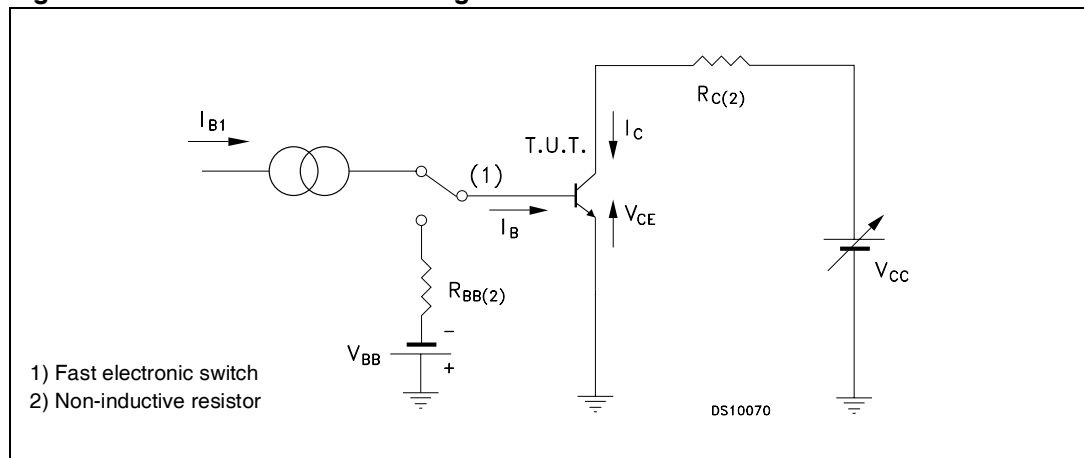 R_C(2)
I_B1
I_C
T.U.T.
(1)
I_B
V_CE
R_BB(2)
V_CC
V_BB
-
+
1) Fast electronic switch
2) Non-inductive resistor
DS10070